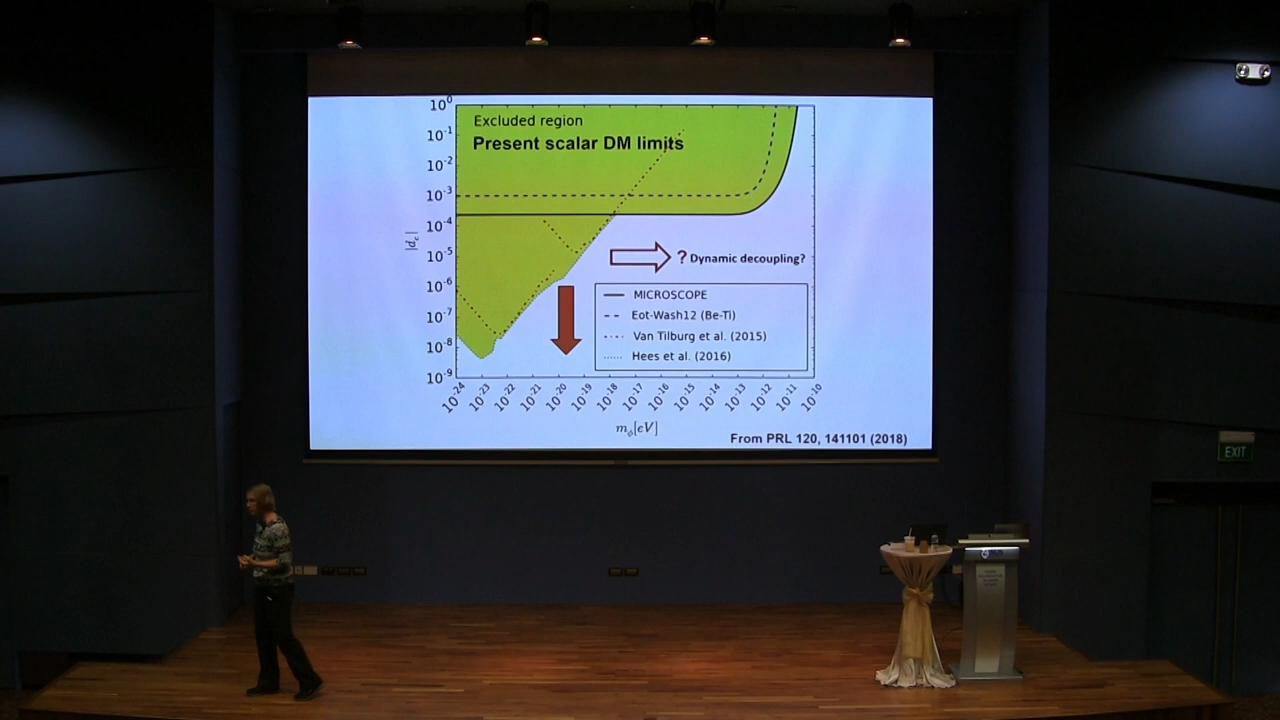 Excluded region
Present scalar DM limits
10^0
10^-1
10^-2
10^-3
10^-4
10^-5
10^-6
10^-7
10^-8
10^-9
|d_e|
? Dynamic decoupling?
MICROSCOPE
Eot-Wash12 (Be-Ti)
Van Tilburg et al. (2015)
Hees et al. (2016)
10^-24 10^-23 10^-22 10^-21 10^-20 10^-19 10^-18 10^-17 10^-16 10^-15 10^-14 10^-13 10^-12 10^-11 10^-10
m_ϕ[eV]
From PRL 120, 141101 (2018)
EXIT